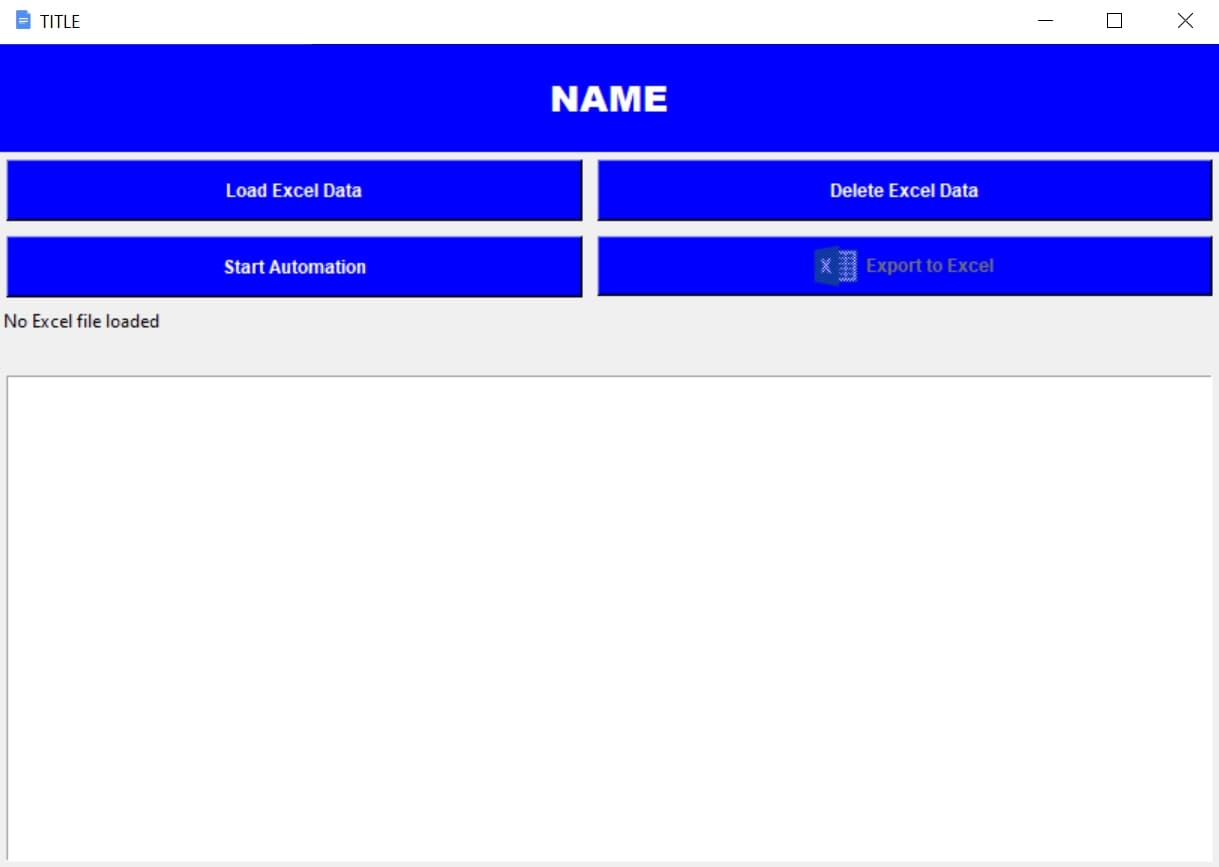 TITLE
NAME
Load Excel Data
Delete Excel Data
Start Automation
X Export to Excel
No Excel file loaded